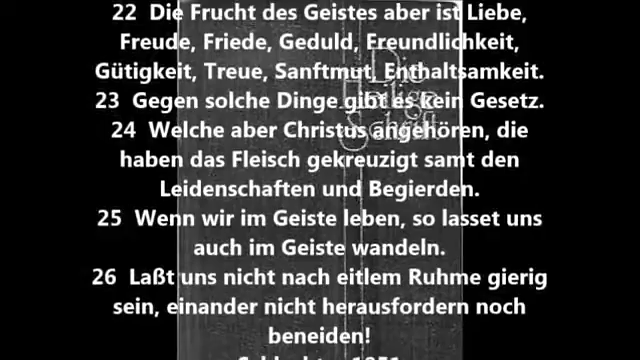 22 Die Frucht des Geistes aber ist Liebe,
Freude, Friede, Geduld, Freundlichkeit,
Gütigkeit, Treue, Sanftmut, Enthaltsamkeit.
23 Gegen solche Dinge gibt es kein Gesetz.
24 Welche aber Christus angehören, die
haben das Fleisch gekreuzigt samt den
Leidenschaften und Begierden.
25 Wenn wir im Geiste leben, so lasset uns
auch im Geiste wandeln.
26 Laßt uns nicht nach eitlem Ruhme gierig
sein, einander nicht herausfordern noch
beneiden!
Die
Heilige
Schrift